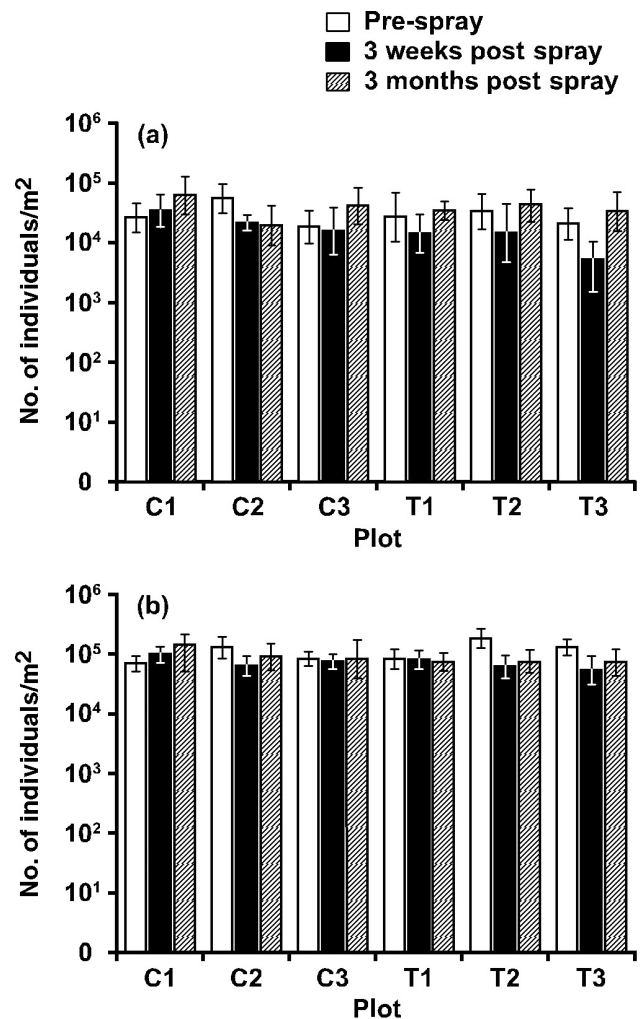 Pre-spray
3 weeks post spray
3 months post spray
(a)
No. of individuals/m²
10⁶
10⁵
10⁴
10³
10²
10¹
0
C1 C2 C3 T1 T2 T3
Plot
(b)
No. of individuals/m²
10⁶
10⁵
10⁴
10³
10²
10¹
0
C1 C2 C3 T1 T2 T3
Plot